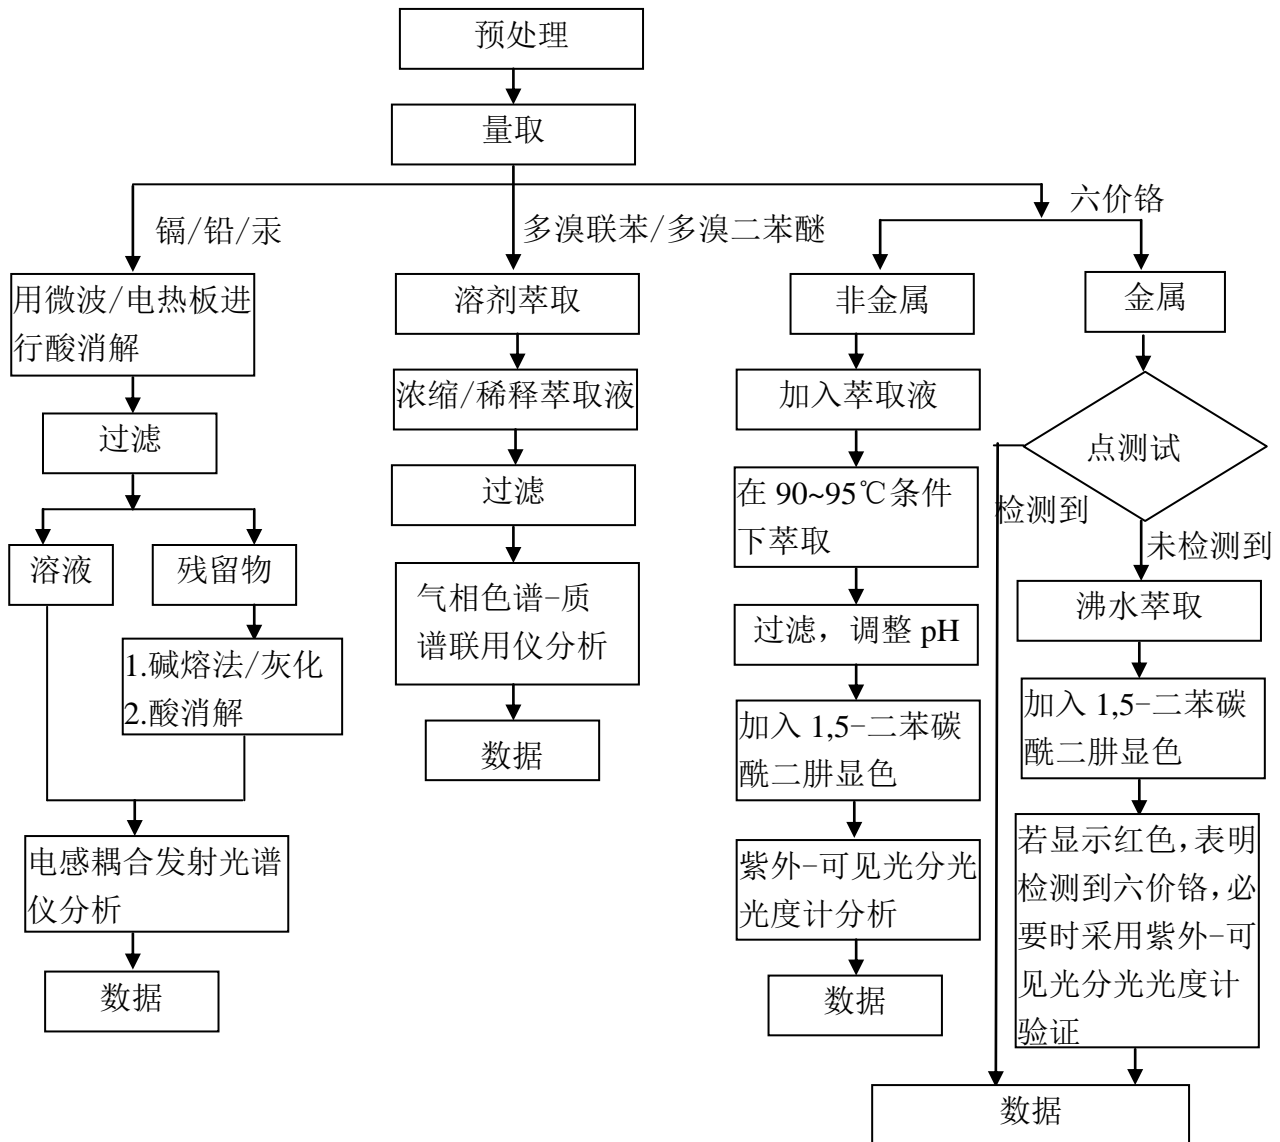 预处理
量取
镉/铅/汞
多溴联苯/多溴二苯醚
六价铬
用微波/电热板进
行酸消解
过滤
溶液
残留物
1.碱熔法/灰化
2.酸消解
电感耦合发射光谱
仪分析
数据
溶剂萃取
浓缩/稀释萃取液
过滤
气相色谱-质
谱联用仪分析
数据
非金属
加入萃取液
在 90~95℃条件
下萃取
过滤，调整 pH
加入 1,5-二苯碳
酰二肼显色
紫外-可见光分光
光度计分析
数据
金属
点测试
检测到
未检测到
沸水萃取
加入 1,5-二苯碳
酰二肼显色
若显示红色，表明
检测到六价铬，必
要时采用紫外-可
见光分光光度计
验证
数据